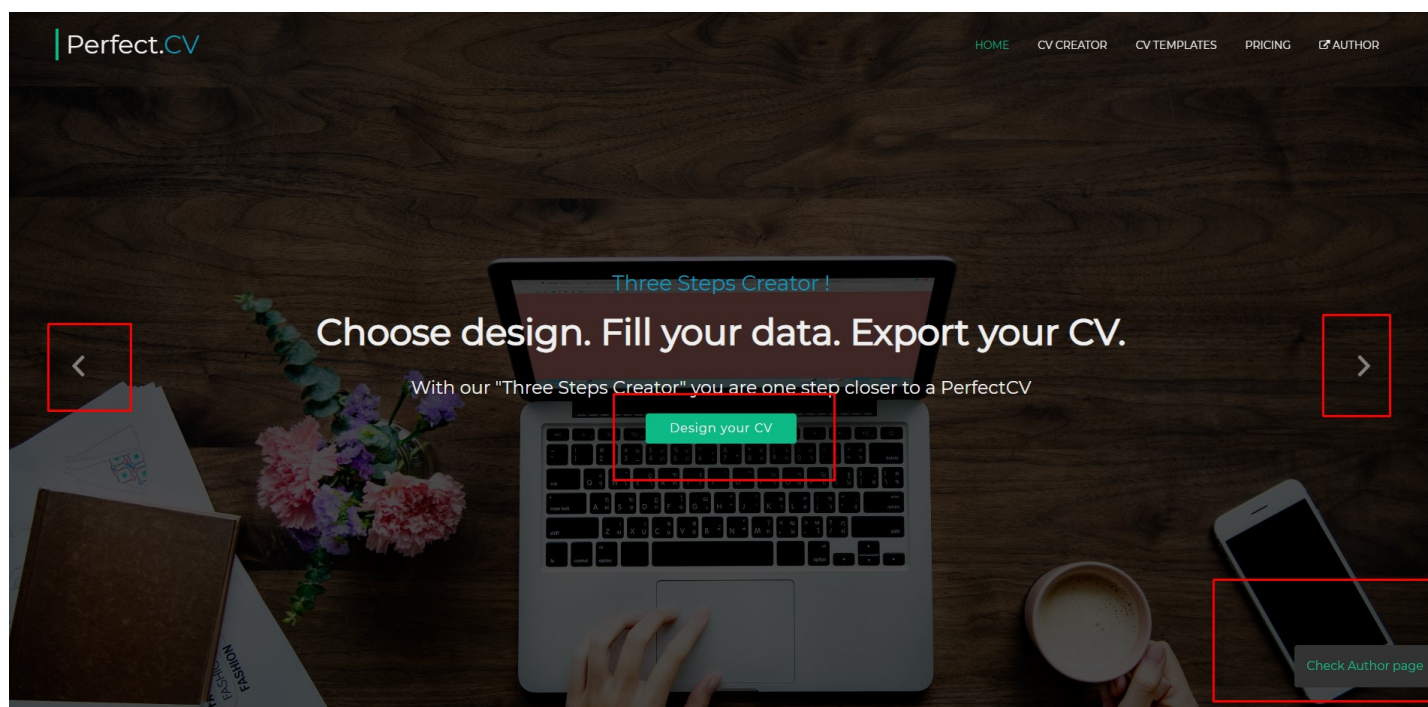 Perfect.CV
HOME CV CREATOR CV TEMPLATES PRICING AUTHOR
Three Steps Creator !
Choose design. Fill your data. Export your CV.
With our "Three Steps Creator" you are one step closer to a PerfectCV
Design your CV
FASHION
FASHION
Check Author page